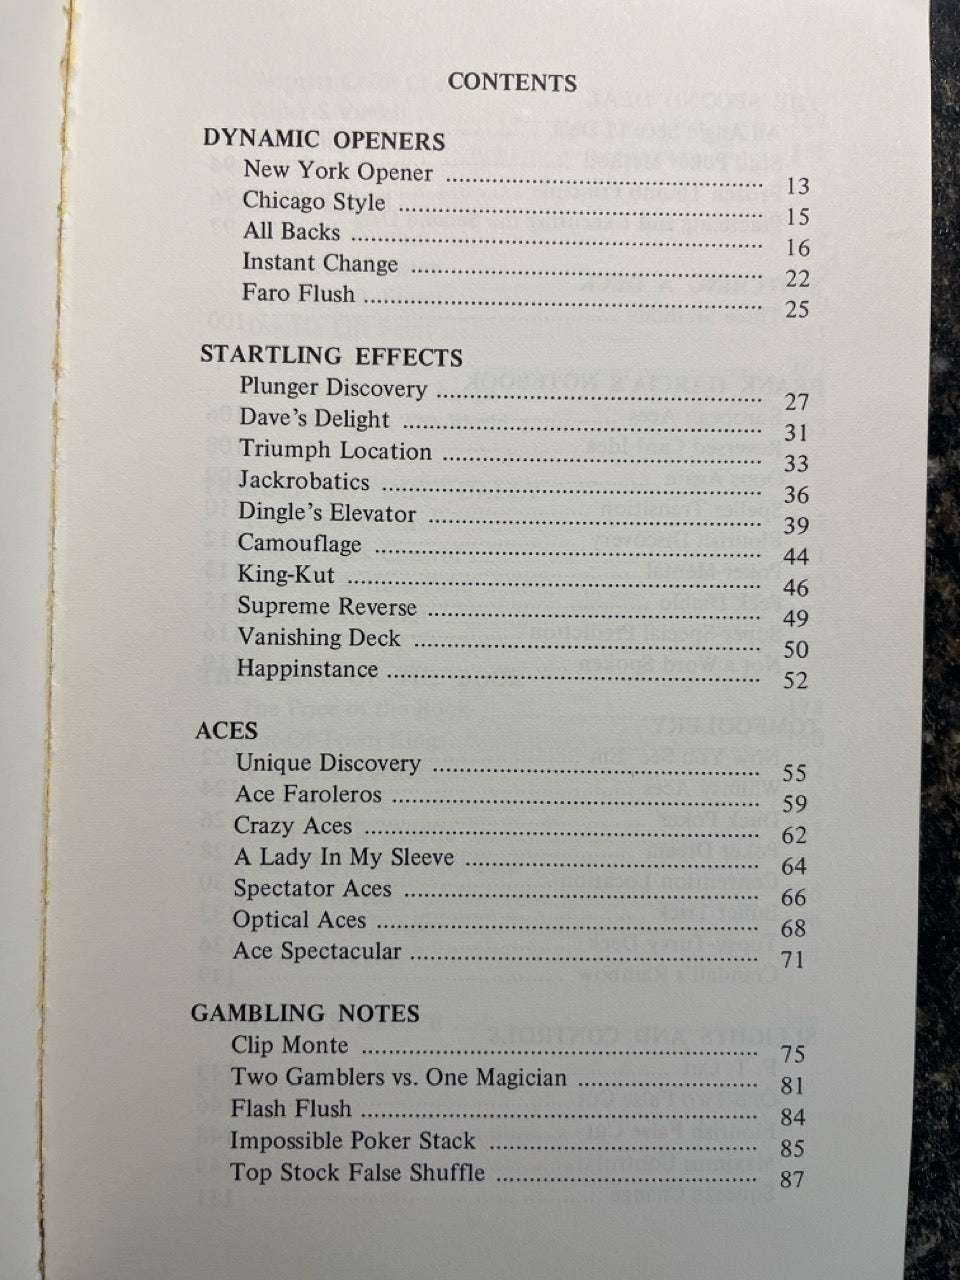 CONTENTS
DYNAMIC OPENERS
New York Opener ........................ 13
Chicago Style ........................ 15
All Backs ........................ 16
Instant Change ........................ 22
Faro Flush ........................ 25
STARTLING EFFECTS
Plunger Discovery ........................ 27
Dave's Delight ........................ 31
Triumph Location ........................ 33
Jackrobatics ........................ 36
Dingle's Elevator ........................ 39
Camouflage ........................ 44
King-Kut ........................ 46
Supreme Reverse ........................ 49
Vanishing Deck ........................ 50
Happinstance ........................ 52
ACES
Unique Discovery ........................ 55
Ace Faroleros ........................ 59
Crazy Aces ........................ 62
A Lady In My Sleeve ........................ 64
Spectator Aces ........................ 66
Optical Aces ........................ 68
Ace Spectacular ........................ 71
GAMBLING NOTES
Clip Monte ........................ 75
Two Gamblers vs. One Magician ........................ 81
Flash Flush ........................ 84
Impossible Poker Stack ........................ 85
Top Stock False Shuffle ........................ 87